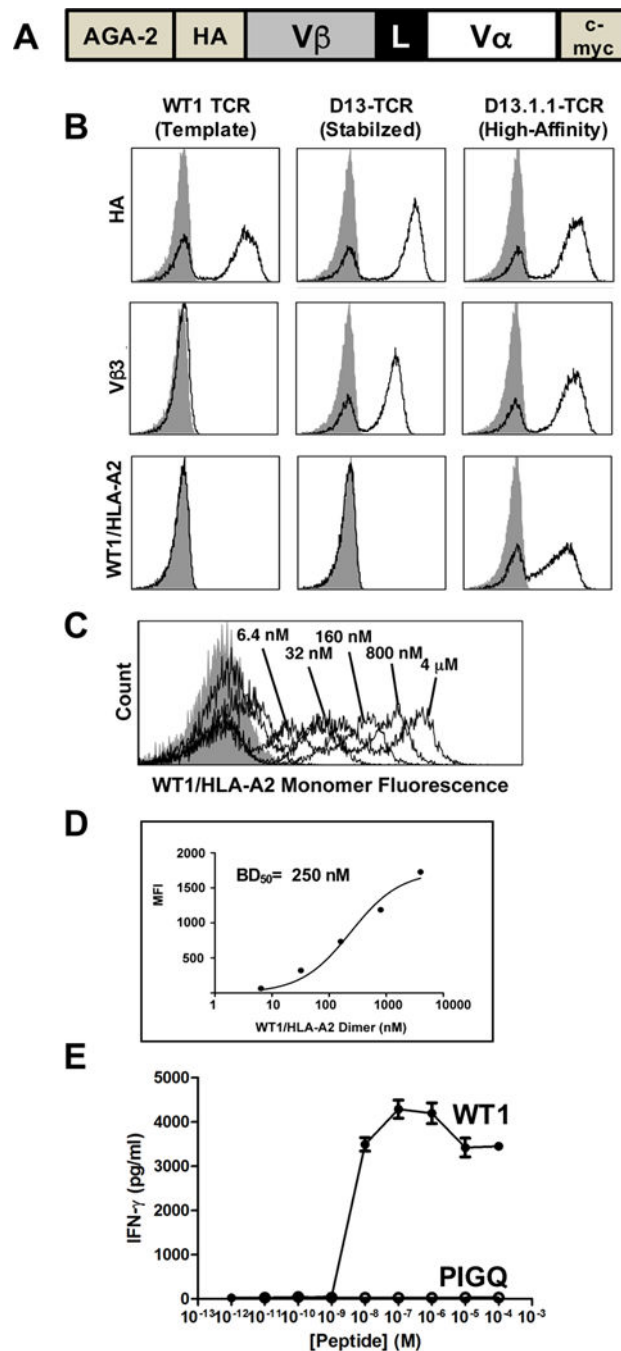 A
AGA-2 HA Vβ L Vα c-
myc
B
WT1 TCR
(Template)
D13-TCR
(Stabilzed)
D13.1.1-TCR
(High-Affinity)
HA
Vβ3
WT1/HLA-A2
C
Count
6.4 nM
32 nM
160 nM
800 nM
4 μM
WT1/HLA-A2 Monomer Fluorescence
D
BD50= 250 nM
MFI
2000
1500
1000
500
1 10 100 1000 10000
WT1/HLA-A2 Dimer (nM)
E
IFN-γ (pg/ml)
5000
4000
3000
2000
1000
0
WT1
PIGQ
10-13 10-12 10-11 10-10 10-9 10-8 10-7 10-6 10-5 10-4 10-3
[Peptide] (M)